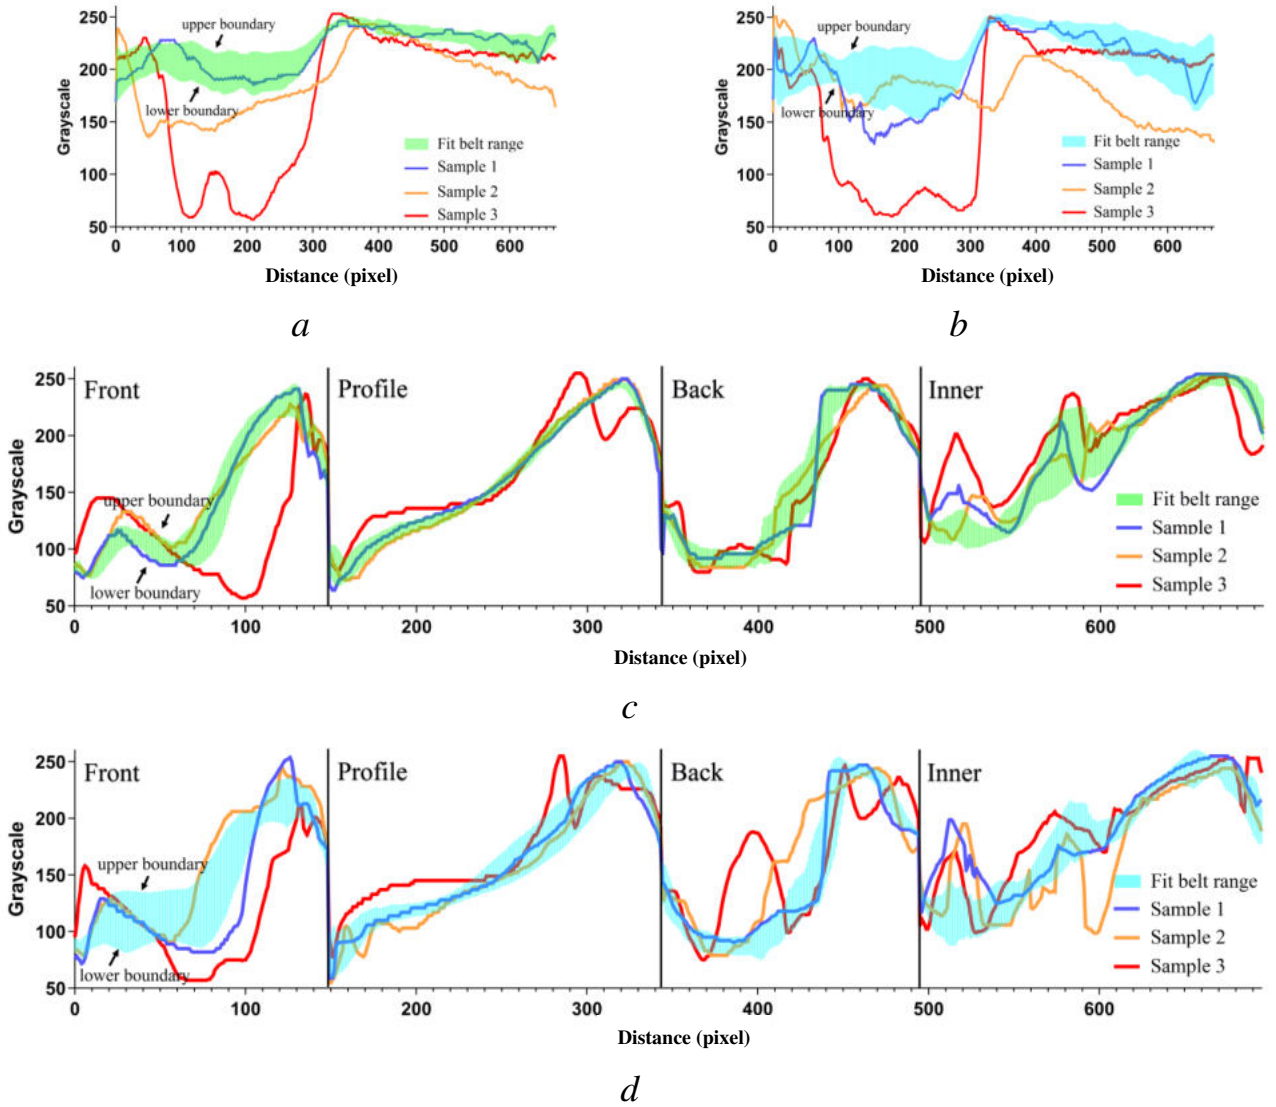 250
200
150
100
50
Grayscale
upper boundary
lower boundary
Fit belt range
Sample 1
Sample 2
Sample 3
0 100 200 300 400 500 600
Distance (pixel)
a
250
200
150
100
50
Grayscale
upper boundary
lower boundary
Fit belt range
Sample 1
Sample 2
Sample 3
0 100 200 300 400 500 600
Distance (pixel)
b
Front Profile Back Inner
250
200
150
100
50
Grayscale
upper boundary
lower boundary
Fit belt range
Sample 1
Sample 2
Sample 3
0 100 200 300 400 500 600
Distance (pixel)
c
Front Profile Back Inner
250
200
150
100
50
Grayscale
upper boundary
lower boundary
Fit belt range
Sample 1
Sample 2
Sample 3
0 100 200 300 400 500 600
Distance (pixel)
d